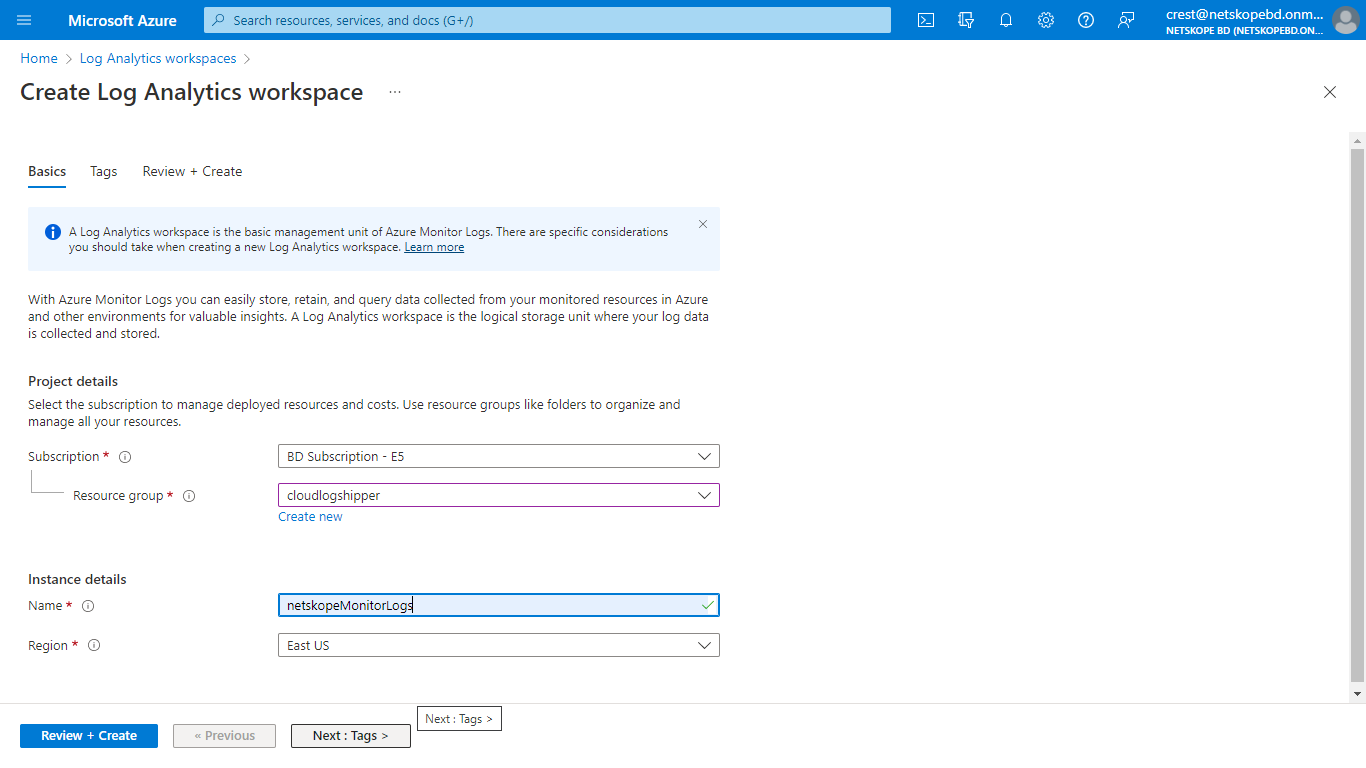 Microsoft Azure
Search resources, services, and docs (G+/)
crest@netskopebd.onm...
NETSKOPE BD (NETSKOPEBD.ON...
Home > Log Analytics workspaces >
Create Log Analytics workspace ...
Basics Tags Review + Create
A Log Analytics workspace is the basic management unit of Azure Monitor Logs. There are specific considerations
you should take when creating a new Log Analytics workspace. Learn more
With Azure Monitor Logs you can easily store, retain, and query data collected from your monitored resources in Azure
and other environments for valuable insights. A Log Analytics workspace is the logical storage unit where your log data
is collected and stored.
Project details
Select the subscription to manage deployed resources and costs. Use resource groups like folders to organize and
manage all your resources.
Subscription * BD Subscription - E5
Resource group * cloudlogshipper
Create new
Instance details
Name * netskopeMonitorLogs
Region * East US
Next : Tags >
Review + Create « Previous Next : Tags >